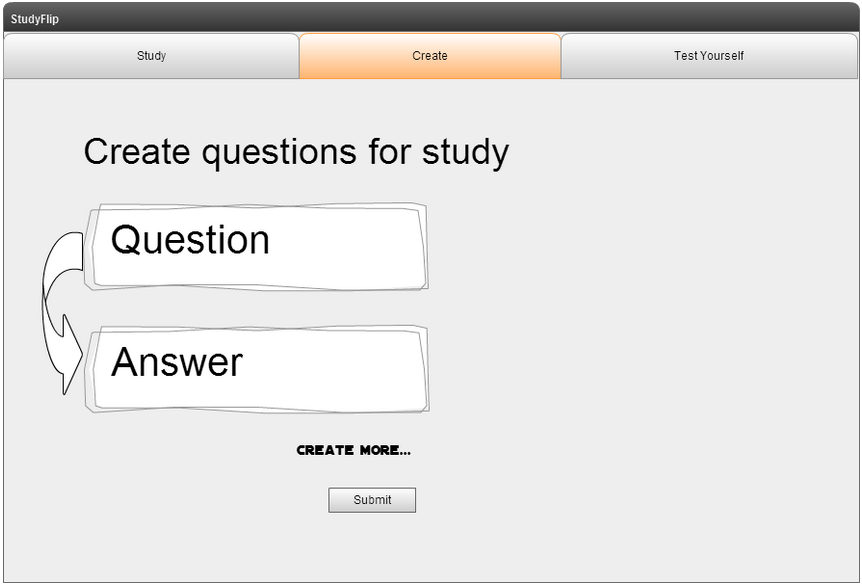 StudyFlip
Study
Create
Test Yourself
Create questions for study
Question
Answer
CREATE MORE...
Submit